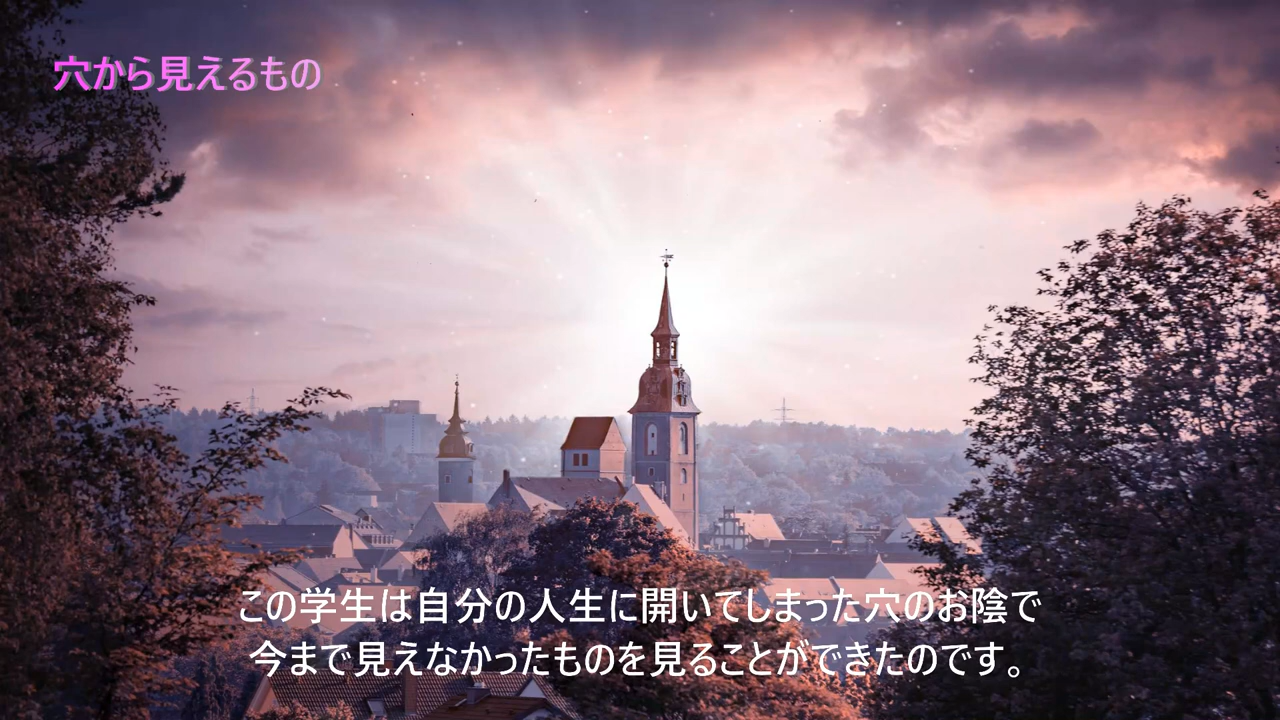 穴から見えるもの
この学生は自分の人生に開いてしまった穴のお陰で
今まで見えなかったものを見ることができたのです。